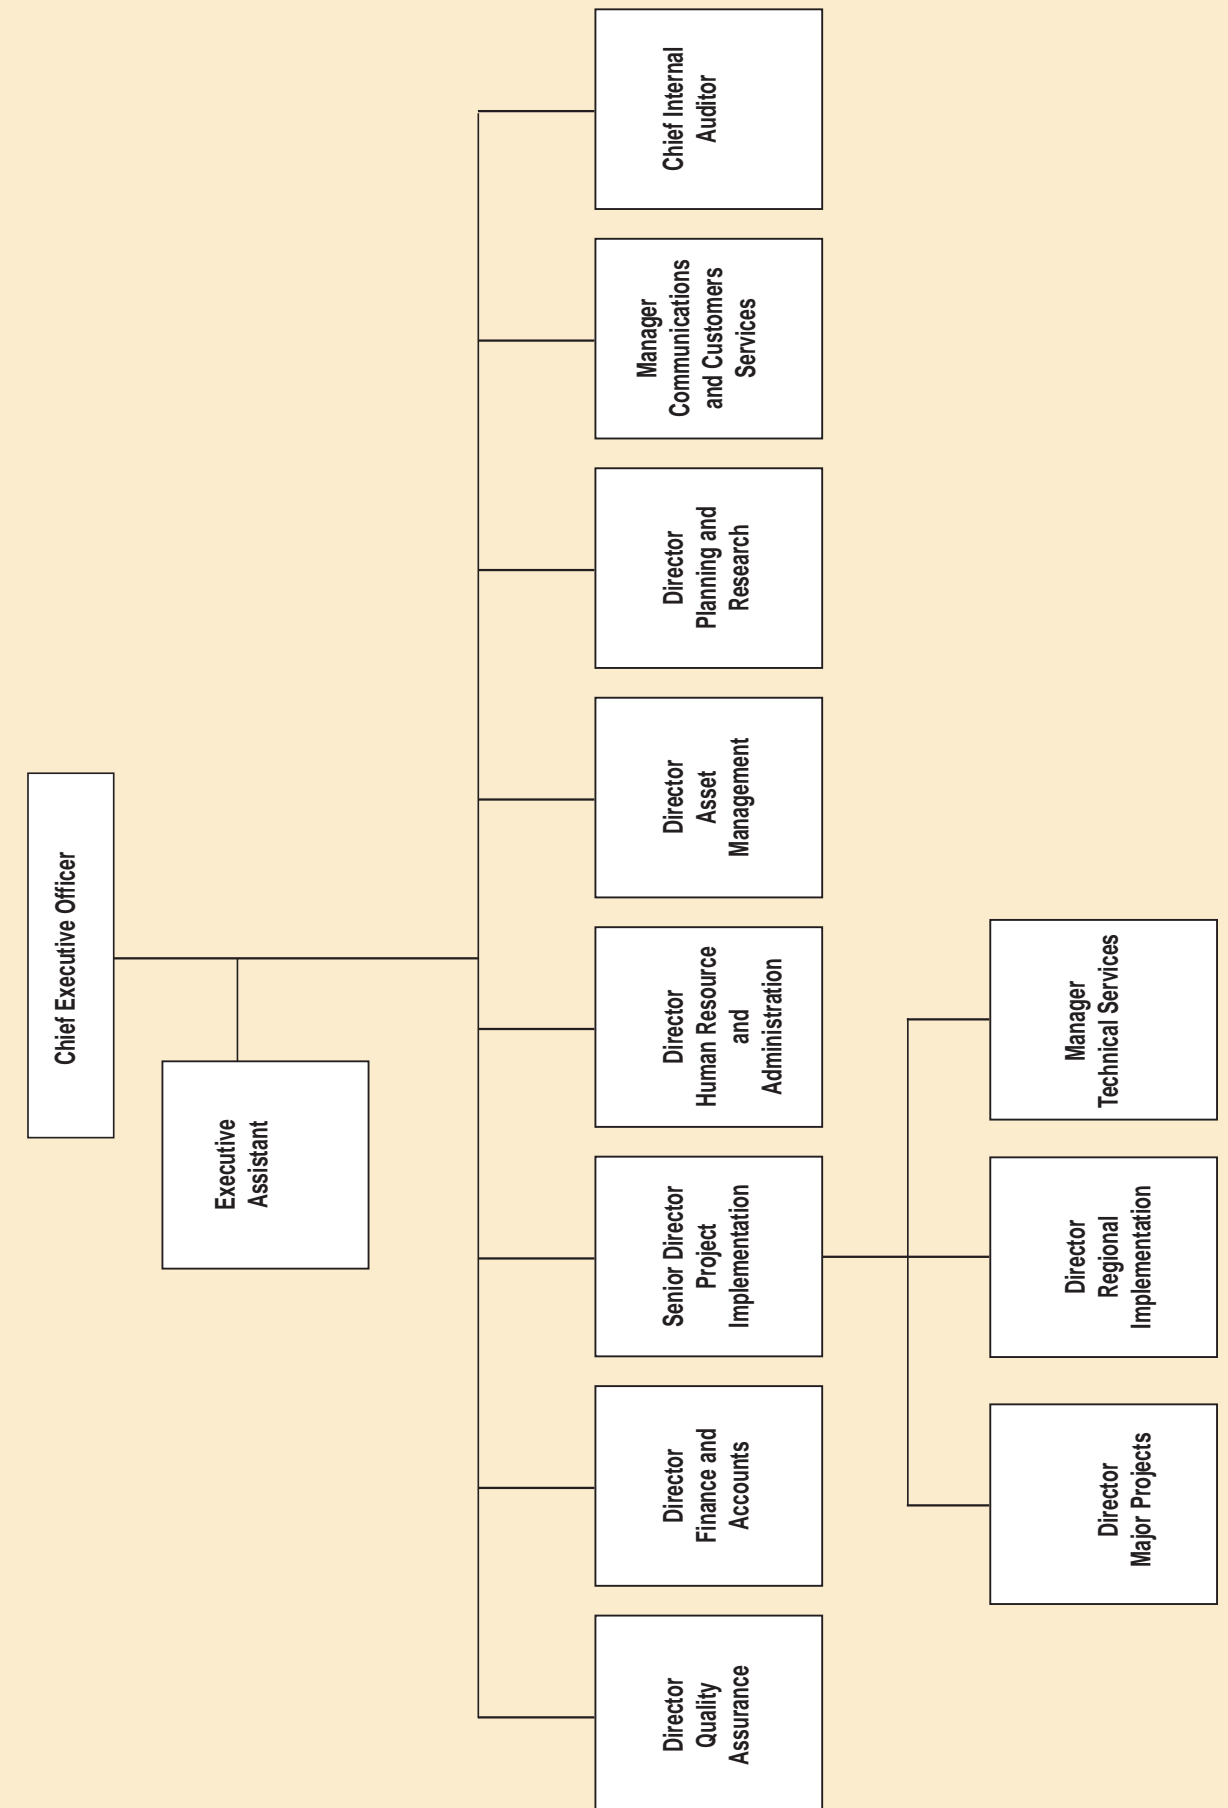 Chief Executive Officer
Executive
Assistant
Director
Quality
Assurance
Director
Finance and
Accounts
Senior Director
Project
Implementation
Director
Human Resource
and
Administration
Director
Asset
Management
Director
Planning and
Research
Manager
Communications
and Customers
Services
Chief Internal
Auditor
Director
Major Projects
Director
Regional
Implementation
Manager
Technical Services